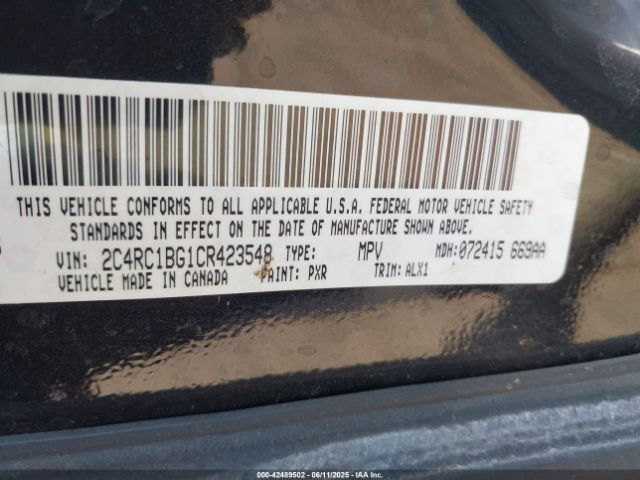 THIS VEHICLE CONFORMS TO ALL APPLICABLE U.S.A. FEDERAL MOTOR VEHICLE SAFETY
STANDARDS IN EFFECT ON THE DATE OF MANUFACTURE SHOWN ABOVE.
VIN: 2C4RC1BG1CR423548 TYPE: MPV MDH:072415 669AA
VEHICLE MADE IN CANADA PAINT: PXR TRIM: ALX1
000-42489502 - 06/11/2025 - IAAI.COM